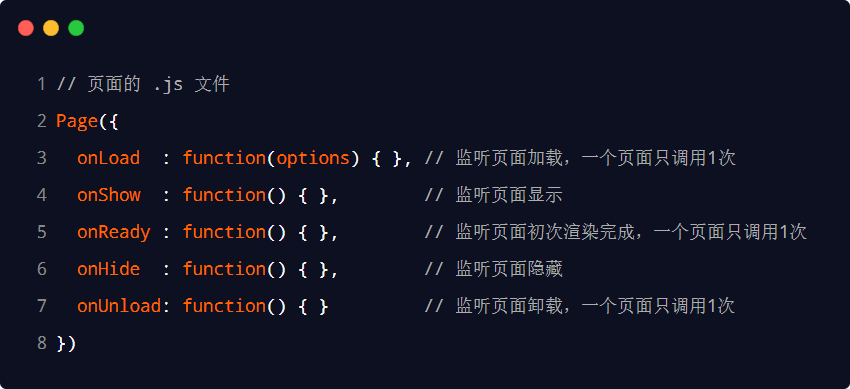 1 // 页面的 .js 文件
2 Page({
3   onLoad  : function(options) { }, // 监听页面加载，一个页面只调用1次
4   onShow  : function() { },        // 监听页面显示
5   onReady : function() { },        // 监听页面初次渲染完成，一个页面只调用1次
6   onHide  : function() { },        // 监听页面隐藏
7   onUnload: function() { }         // 监听页面卸载，一个页面只调用1次
8 })